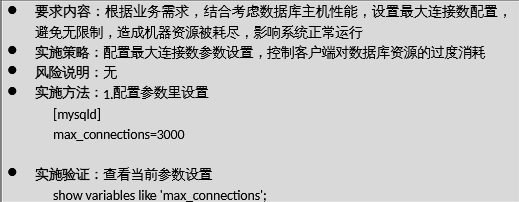 ● 要求内容：根据业务需求，结合考虑数据库主机性能，设置最大连接数配置，
避免无限制，造成机器资源被耗尽，影响系统正常运行
● 实施策略：配置最大连接数参数设置，控制客户端对数据库资源的过度消耗
● 风险说明：无
● 实施方法：1.配置参数里设置
[mysqld]
max_connections=3000
● 实施验证：查看当前参数设置
show variables like 'max_connections';